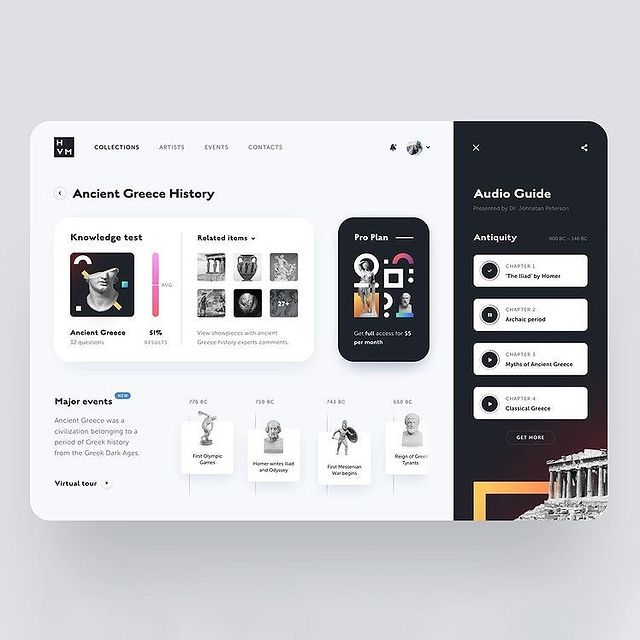 H
VM
COLLECTIONS
ARTISTS
EVENTS
CONTACTS
Ancient Greece History
Knowledge test
Ancient Greece
12 questions
AVG
51%
RESULTS
Related items
27+
View showpieces with ancient
Greece history experts comments.
Pro Plan
Get full access for $5
per month
Major events
NEW
Ancient Greece was a
civilization belonging to a
period of Greek history
from the Greek Dark Ages.
Virtual tour
776 BC
First Olympic
Games
759 BC
Homer writes Iliad
and Odyssey
743 BC
First Messenian
War begins
650 BC
Reign of Greek
Tyrants
Audio Guide
Presented by Dr. Johnatan Peterson
Antiquity
800 BC – 146 BC
CHAPTER 1
'The Iliad' by Homer
CHAPTER 2
Archaic period
CHAPTER 3
Myths of Ancient Greece
CHAPTER 4
Classical Greece
GET MORE